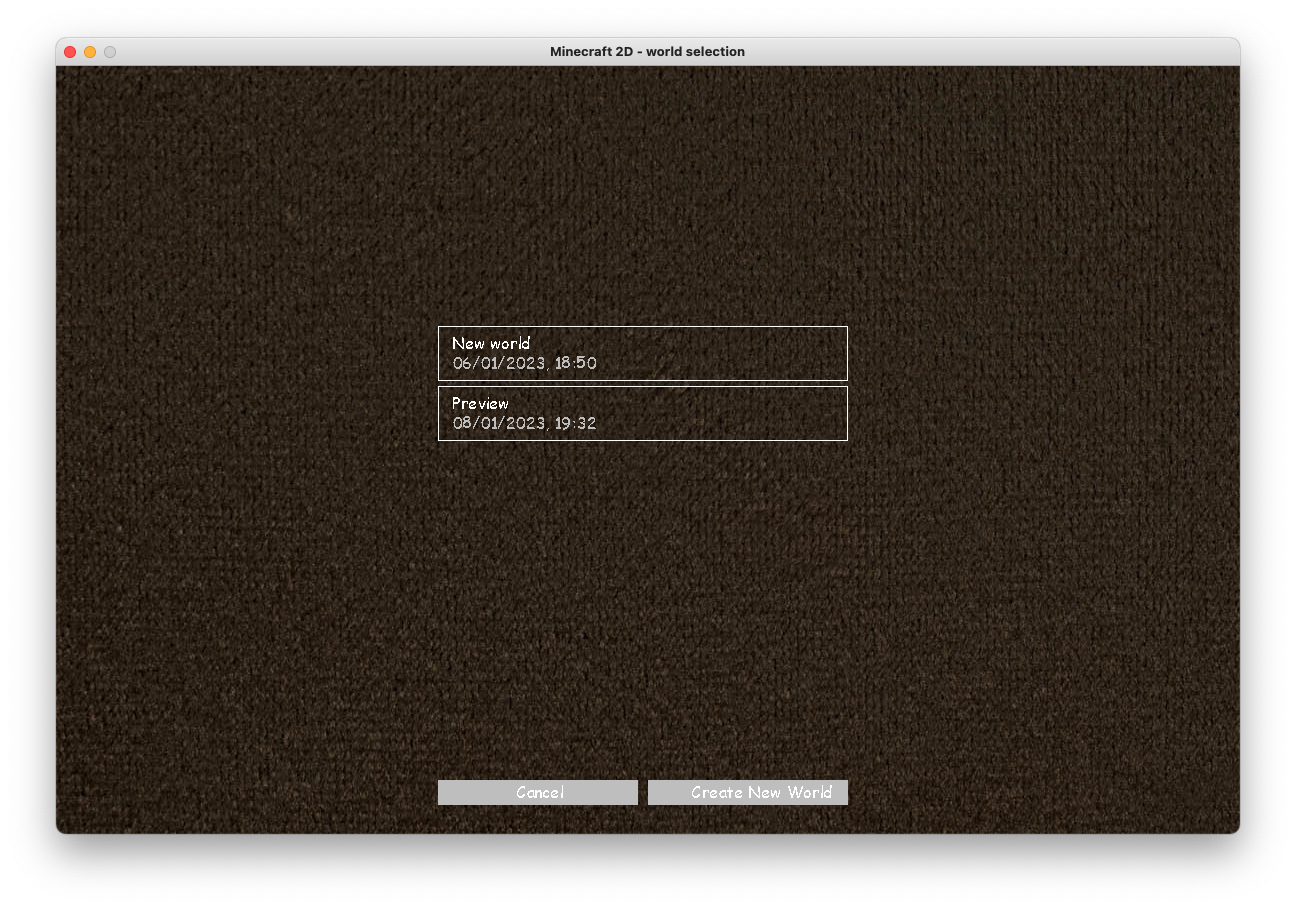 Minecraft 2D - world selection
New world
06/01/2023, 18:50
Preview
08/01/2023, 19:32
Cancel
Create New World